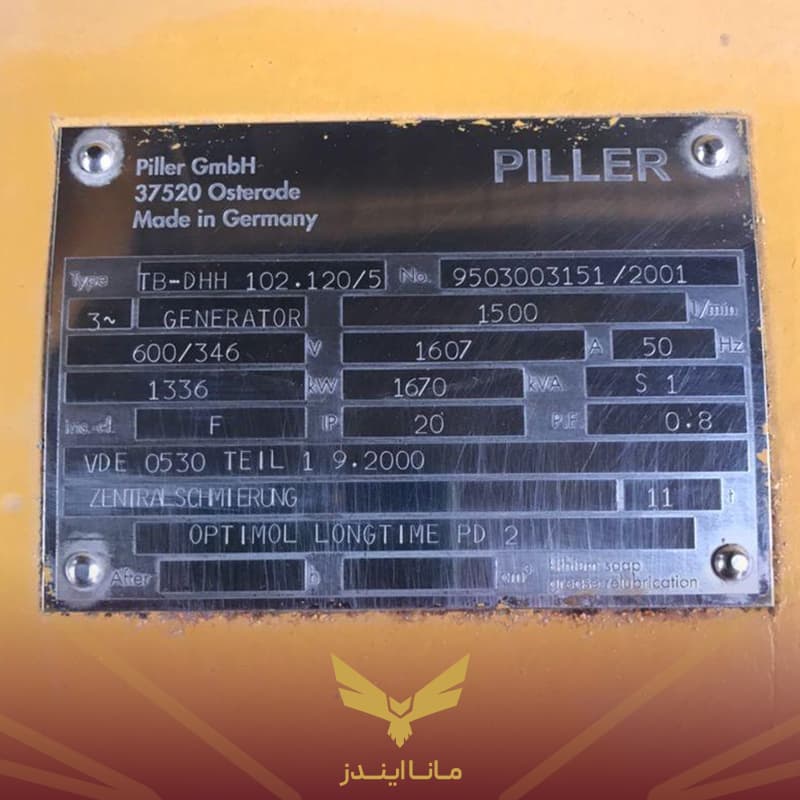 Piller GmbH
37520 Osterode
Made in Germany
PILLER
Type TB-DHH 102.120/5 No. 9503003151/2001
3~ GENERATOR 1500 1/min
600/346 V 1607 A 50 Hz
1336 kW 1670 kVA S 1
Ins.-cl. F IP 20 P.F. 0.8
VDE 0530 TEIL 1 9.2000
ZENTRALSCHMIERUNG 11 t
OPTIMOL LONGTIME PD 2
After h cm³ Lithium soap
grease relubrication
مانا ایندز